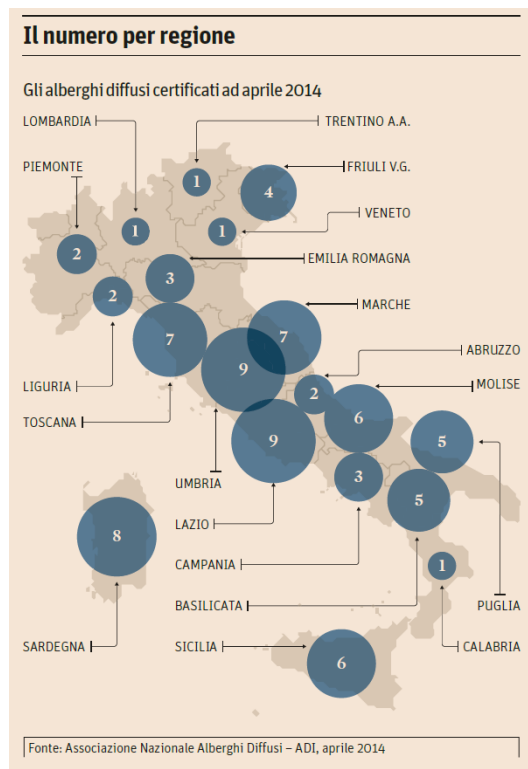 Il numero per regione
Gli alberghi diffusi certificati ad aprile 2014
LOMBARDIA
TRENTINO A.A.
PIEMONTE
FRIULI V.G.
1
4
VENETO
1
1
2
EMILIA ROMAGNA
3
2
MARCHE
7
7
ABRUZZO
9
MOLISE
LIGURIA
2
TOSCANA
6
9
5
UMBRIA
3
LAZIO
5
8
CAMPANIA
1
BASILICATA
PUGLIA
SARDEGNA
SICILIA
CALABRIA
6
Fonte: Associazione Nazionale Alberghi Diffusi – ADI, aprile 2014